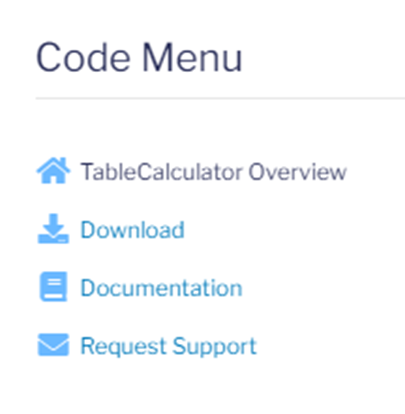 Code Menu
TableCalculator Overview
Download
Documentation
Request Support